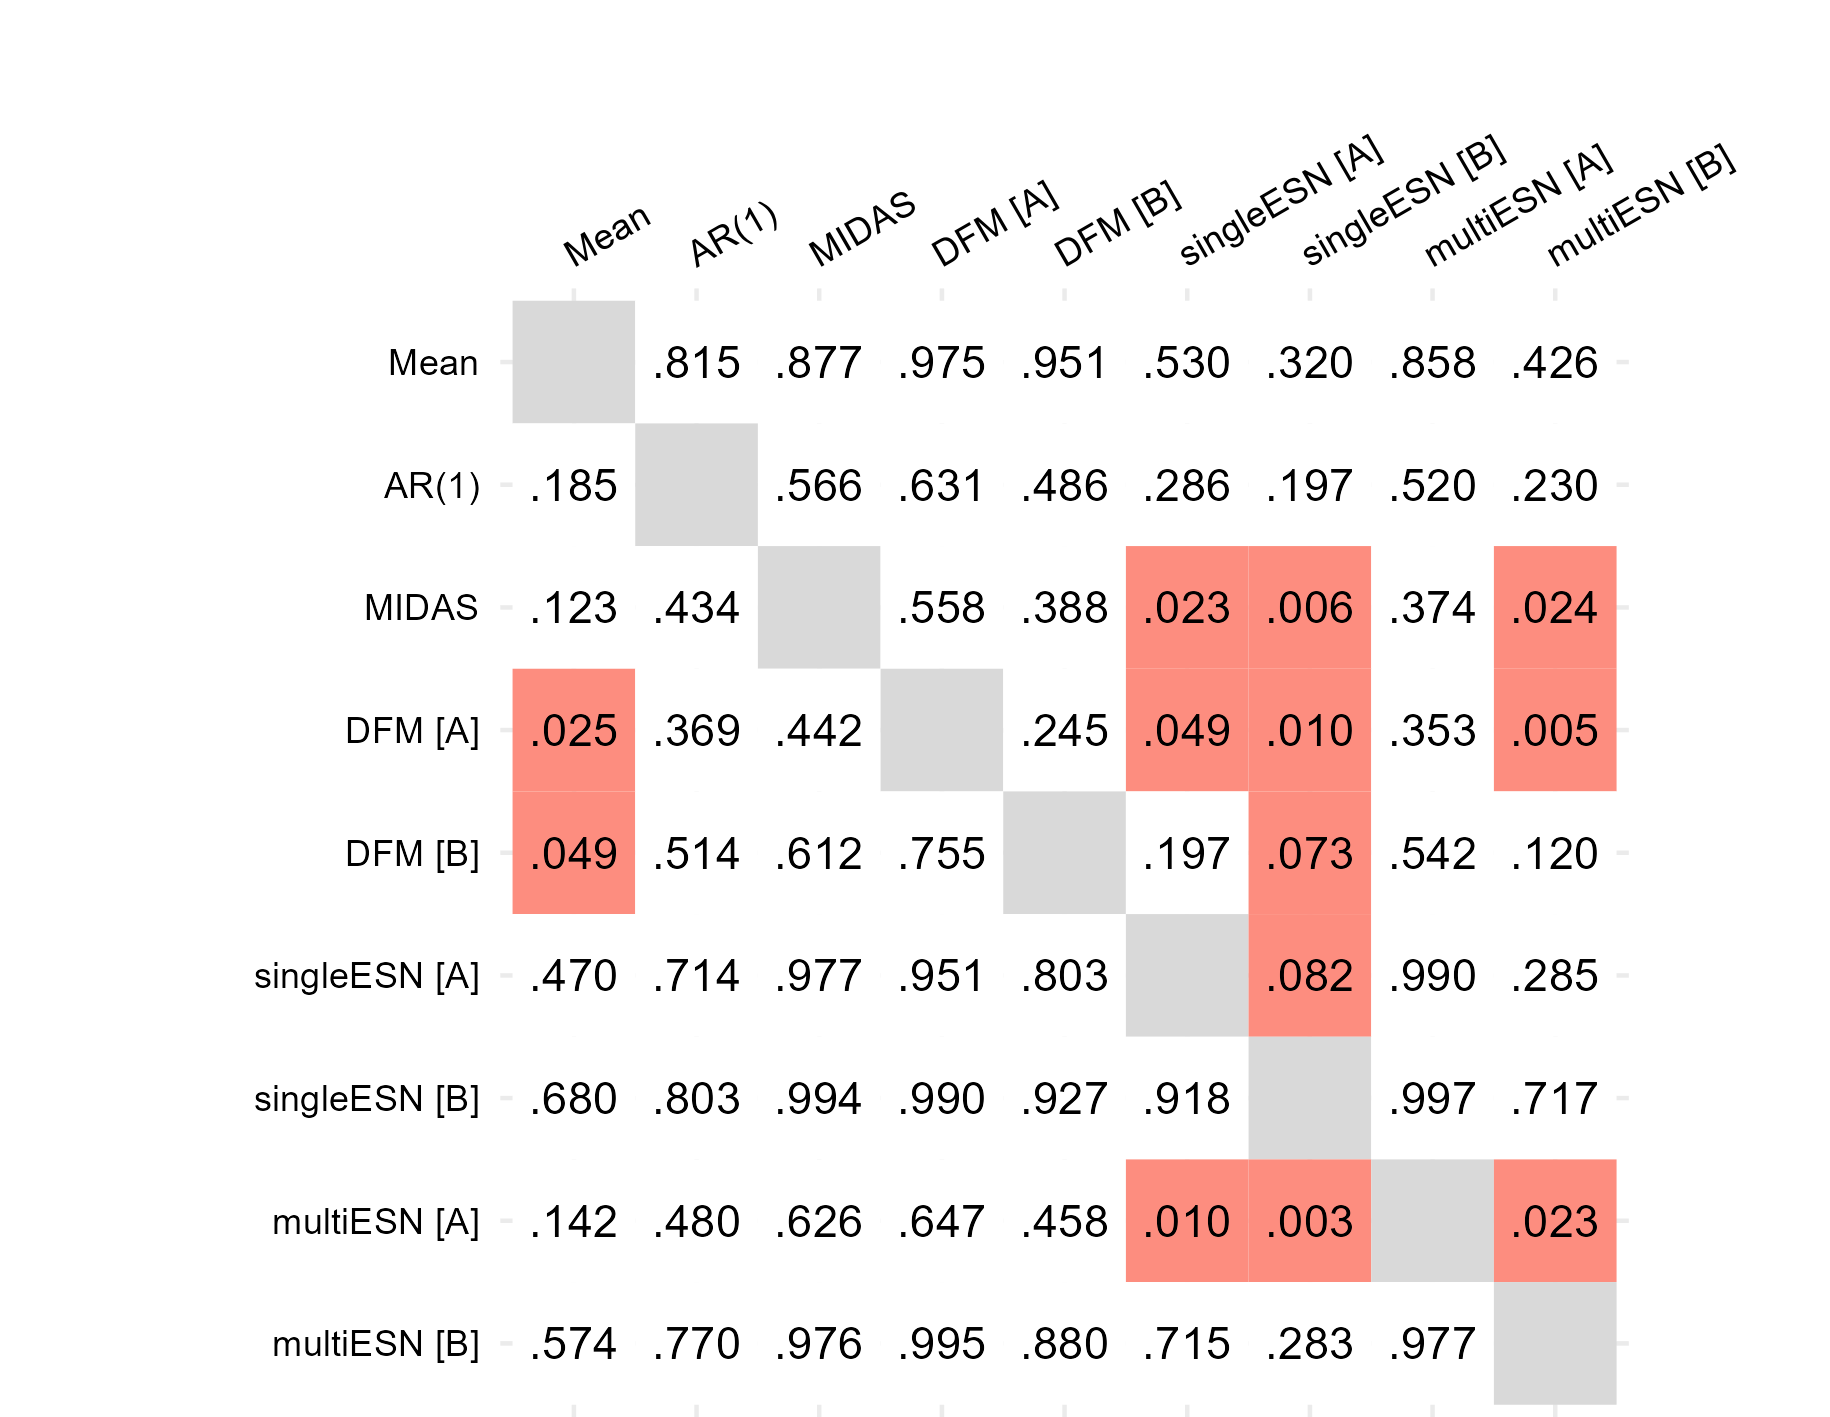 Mean AR(1) MIDAS DFM [A] DFM [B] singleESN [A] singleESN [B] multiESN [A] multiESN [B]
Mean .815 .877 .975 .951 .530 .320 .858 .426
AR(1) .185 .566 .631 .486 .286 .197 .520 .230
MIDAS .123 .434 .558 .388 .023 .006 .374 .024
DFM [A] .025 .369 .442 .245 .049 .010 .353 .005
DFM [B] .049 .514 .612 .755 .197 .073 .542 .120
singleESN [A] .470 .714 .977 .951 .803 .082 .990 .285
singleESN [B] .680 .803 .994 .990 .927 .918 .997 .717
multiESN [A] .142 .480 .626 .647 .458 .010 .003 .023
multiESN [B] .574 .770 .976 .995 .880 .715 .283 .977